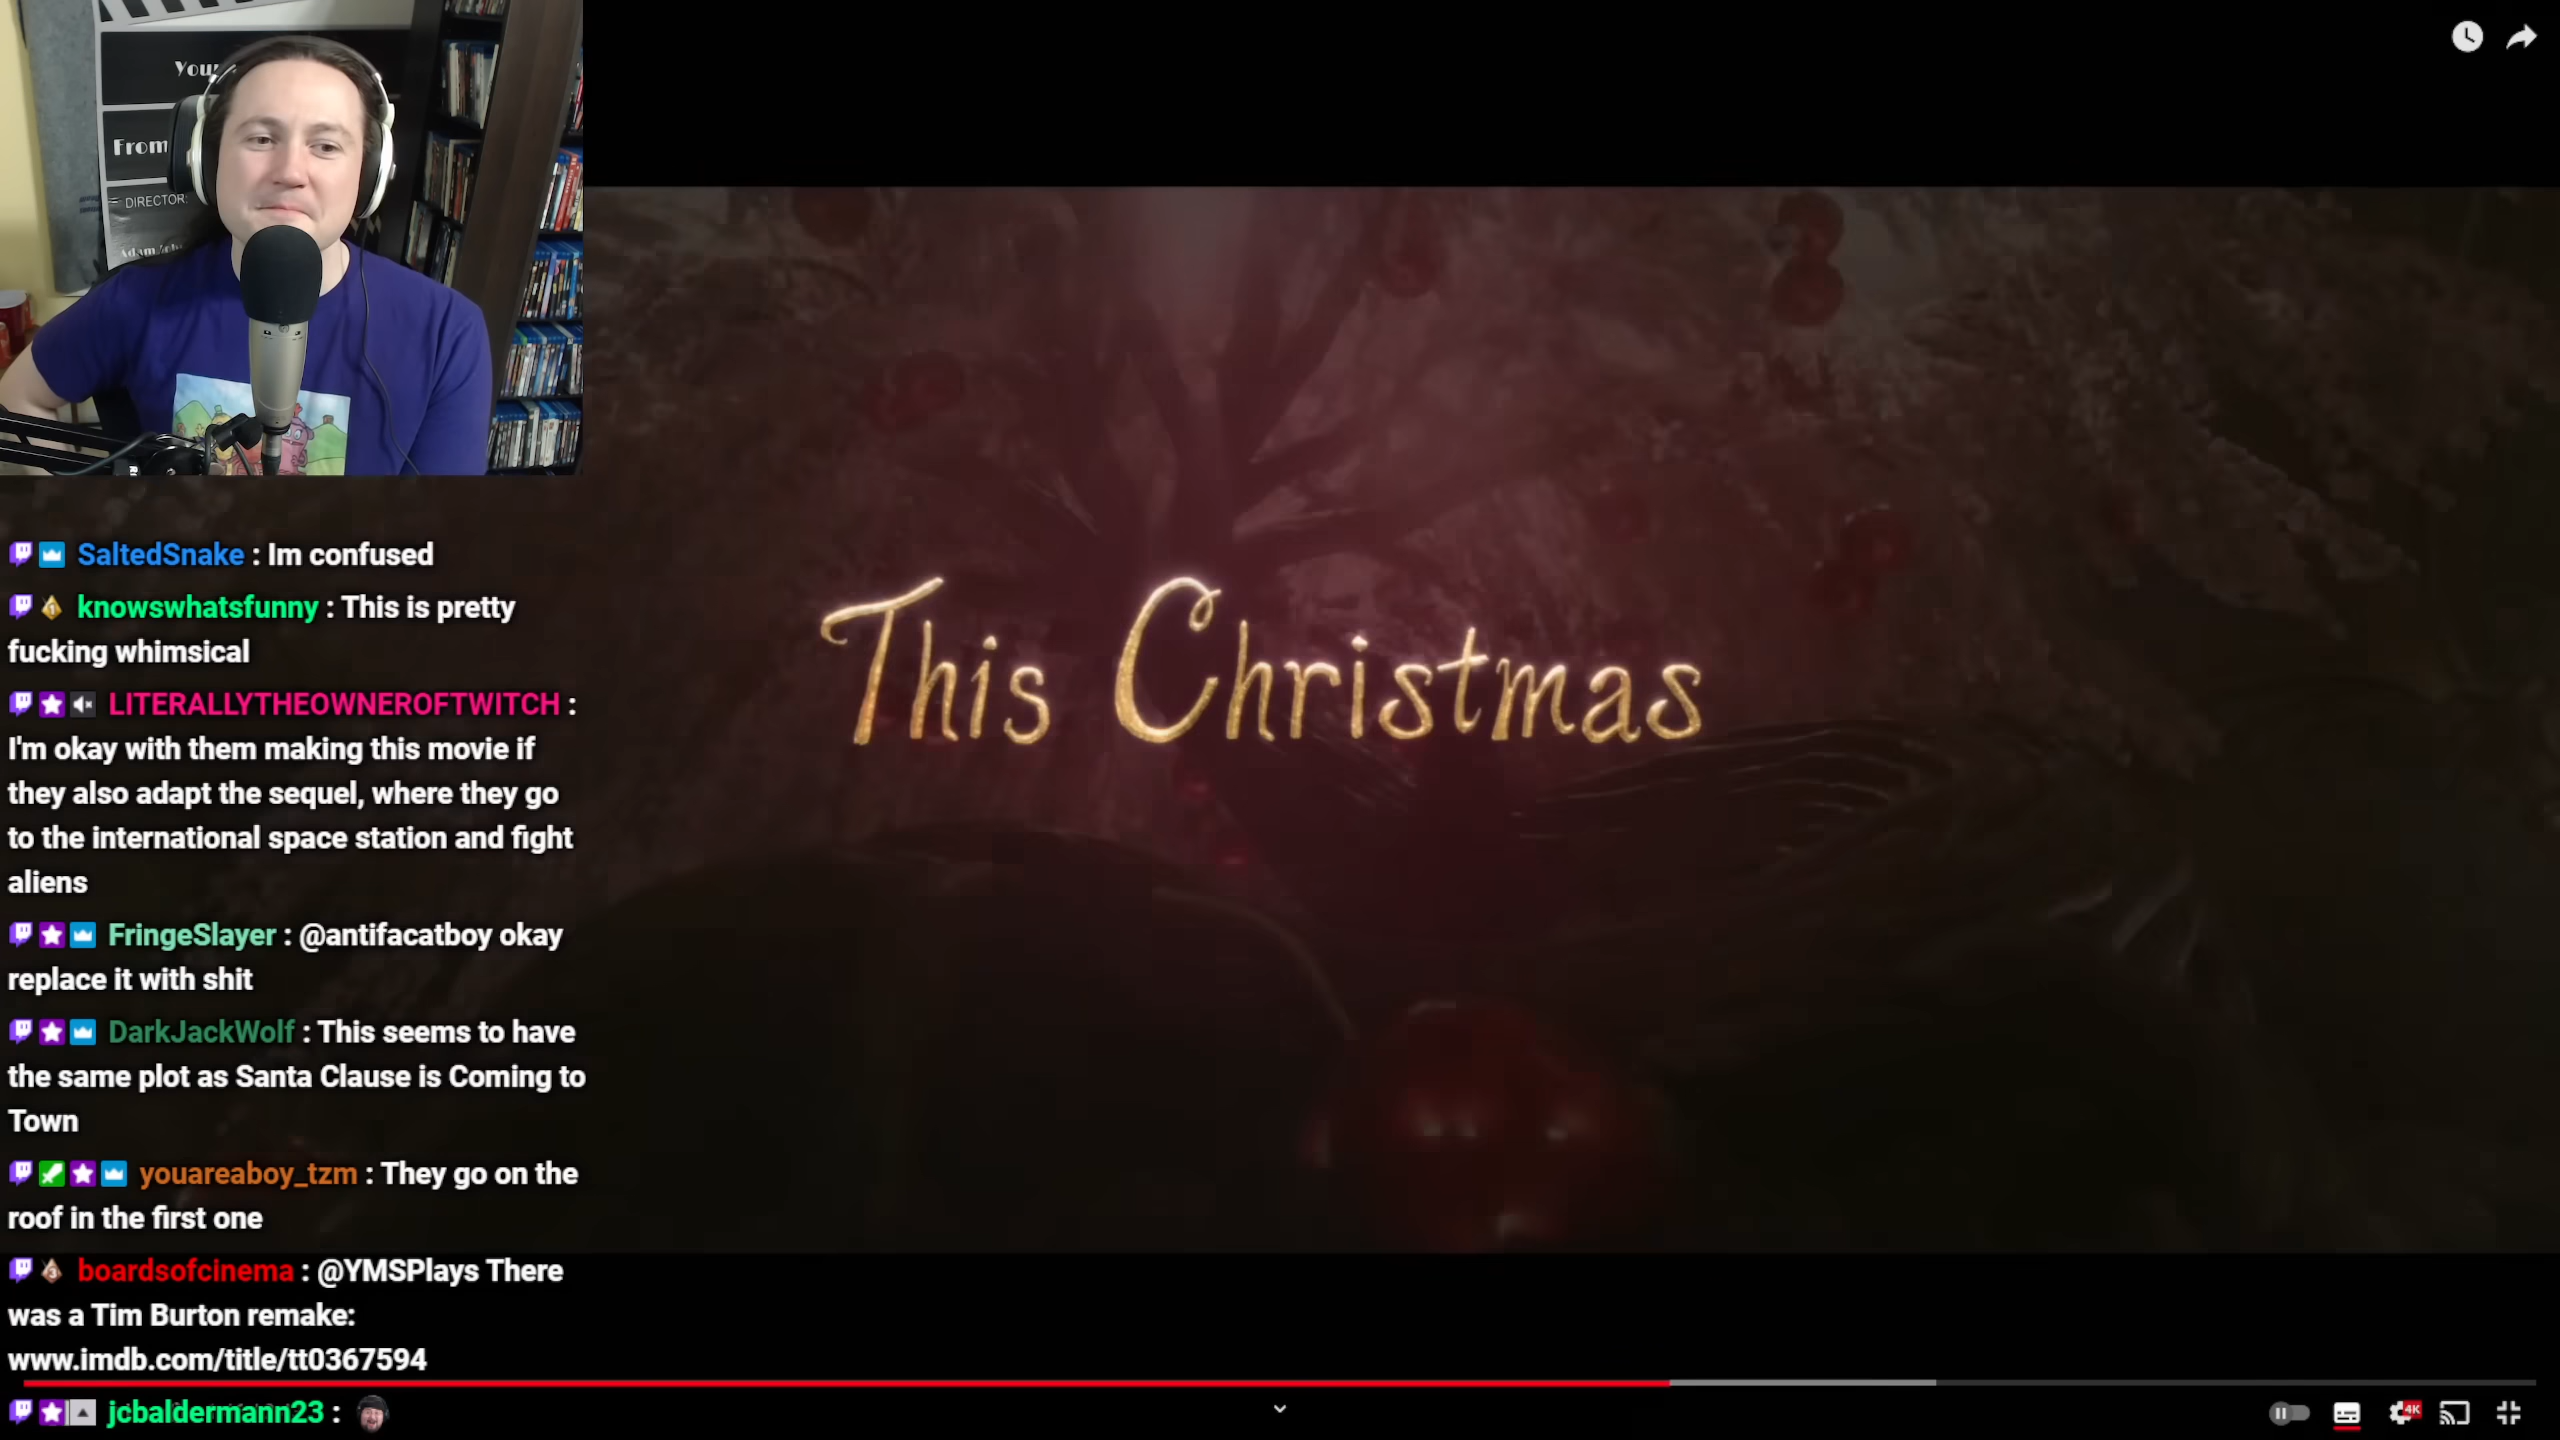 You
From
DIRECTOR:
This Christmas
SaltedSnake : Im confused
knowswhatsfunny : This is pretty
fucking whimsical
LITERALLYTHEOWNEROFTWITCH :
I'm okay with them making this movie if
they also adapt the sequel, where they go
to the international space station and fight
aliens
FringeSlayer : @antifacatboy okay
replace it with shit
DarkJackWolf : This seems to have
the same plot as Santa Clause is Coming to
Town
youareaboy_tzm : They go on the
roof in the first one
boardsofcinema : @YMSPlays There
was a Tim Burton remake:
www.imdb.com/title/tt0367594
jcbaldermann23 :
4K